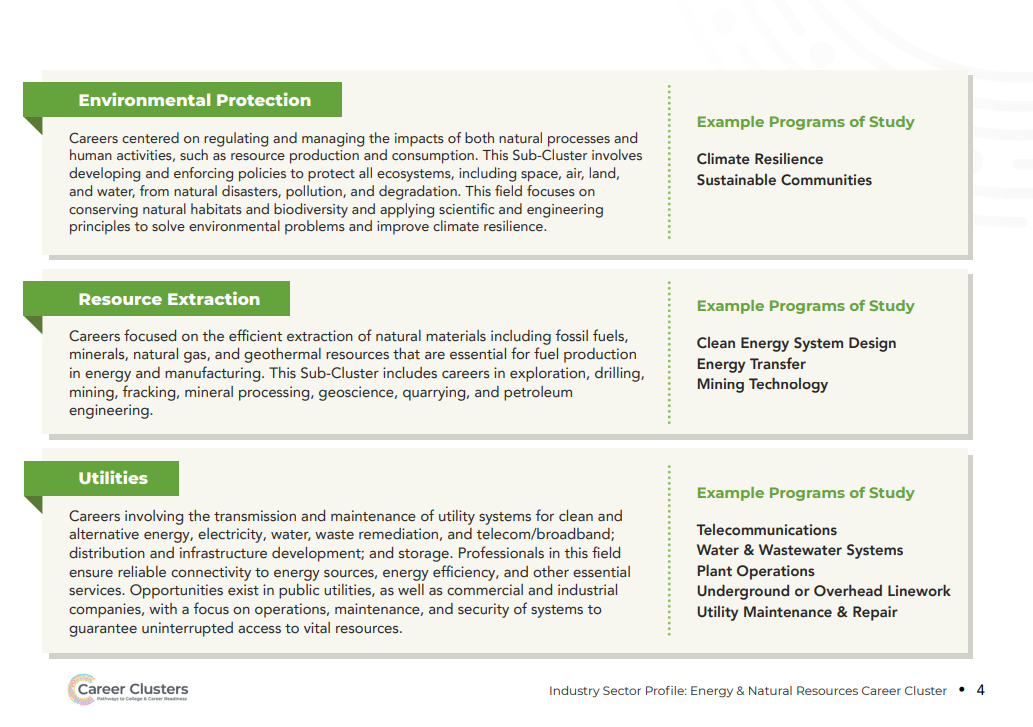 Environmental Protection
Careers centered on regulating and managing the impacts of both natural processes and
human activities, such as resource production and consumption. This Sub-Cluster involves
developing and enforcing policies to protect all ecosystems, including space, air, land,
and water, from natural disasters, pollution, and degradation. This field focuses on
conserving natural habitats and biodiversity and applying scientific and engineering
principles to solve environmental problems and improve climate resilience.
Example Programs of Study
Climate Resilience
Sustainable Communities
Resource Extraction
Careers focused on the efficient extraction of natural materials including fossil fuels,
minerals, natural gas, and geothermal resources that are essential for fuel production
in energy and manufacturing. This Sub-Cluster includes careers in exploration, drilling,
mining, fracking, mineral processing, geoscience, quarrying, and petroleum
engineering.
Example Programs of Study
Clean Energy System Design
Energy Transfer
Mining Technology
Utilities
Careers involving the transmission and maintenance of utility systems for clean and
alternative energy, electricity, water, waste remediation, and telecom/broadband;
distribution and infrastructure development; and storage. Professionals in this field
ensure reliable connectivity to energy sources, energy efficiency, and other essential
services. Opportunities exist in public utilities, as well as commercial and industrial
companies, with a focus on operations, maintenance, and security of systems to
guarantee uninterrupted access to vital resources.
Example Programs of Study
Telecommunications
Water & Wastewater Systems
Plant Operations
Underground or Overhead Linework
Utility Maintenance & Repair
Career Clusters
Pathways to College & Career Readiness
Industry Sector Profile: Energy & Natural Resources Career Cluster • 4